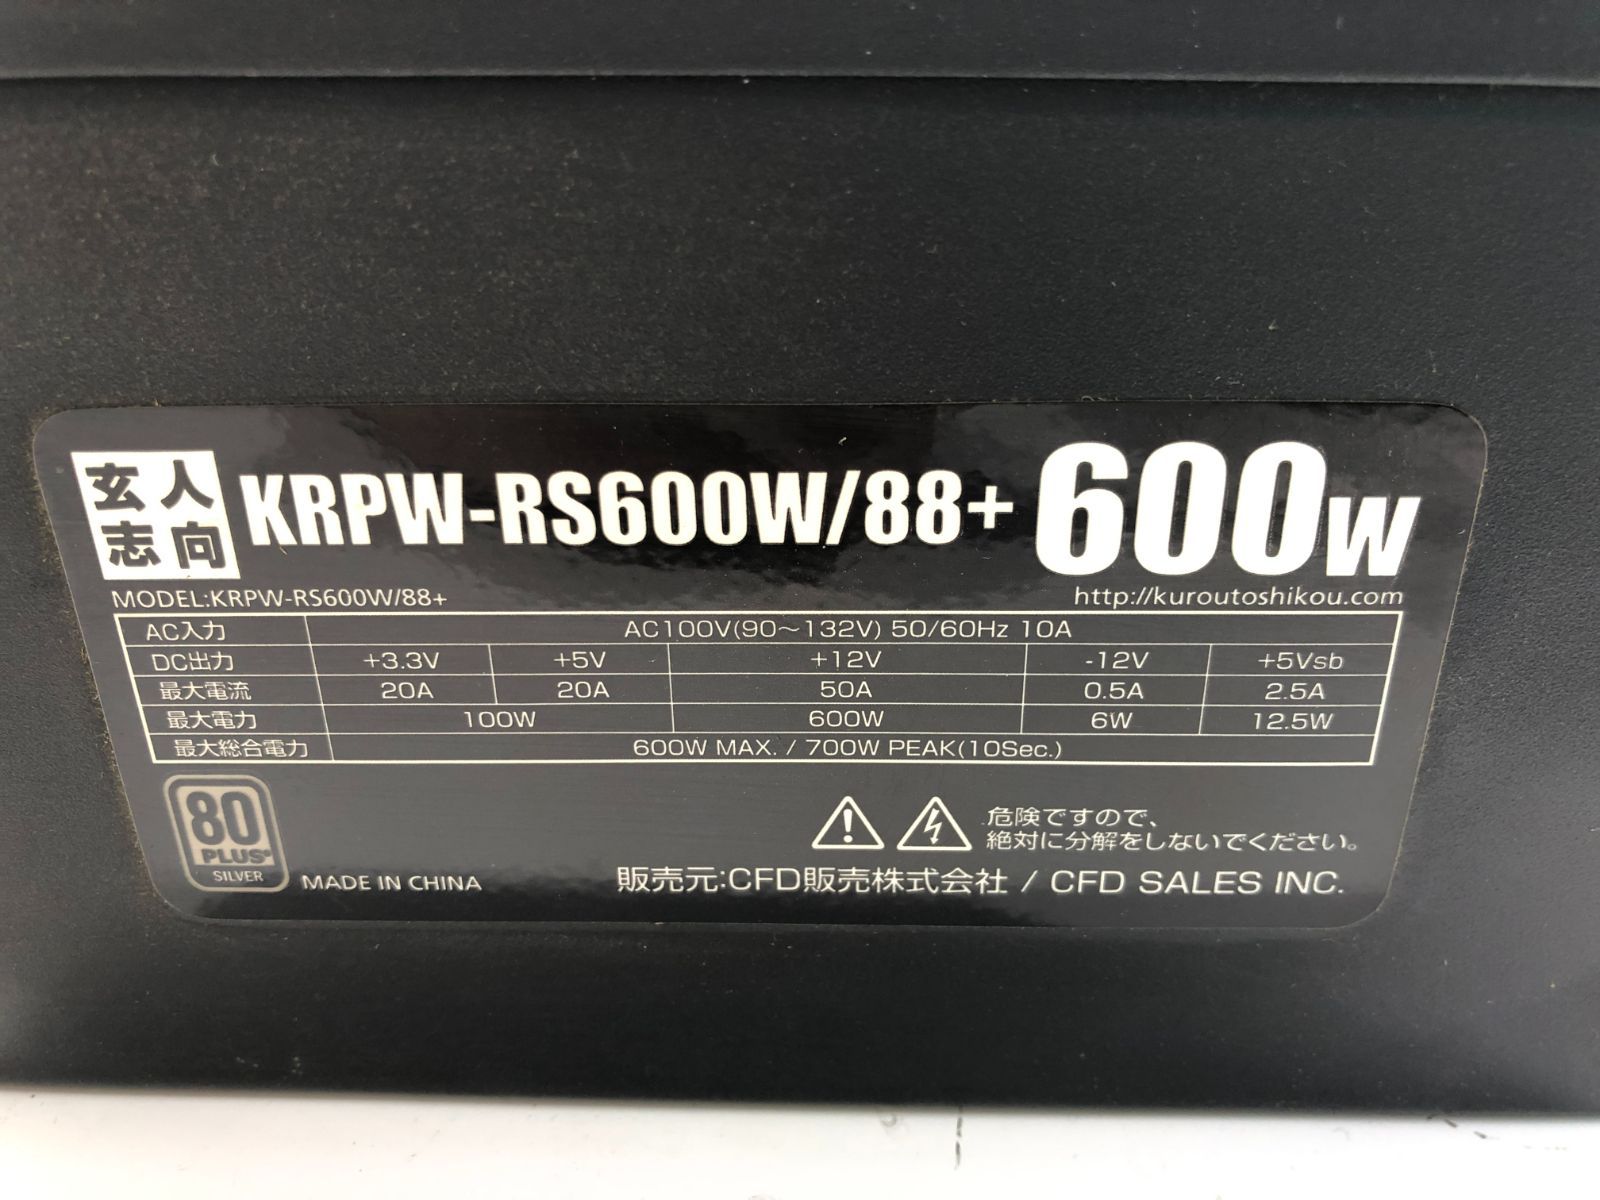 玄人
志向
KRPW-RS600W/88+ 600W
MODEL:KRPW-RS600W/88+ http://kuroutoshikou.com
AC入力 AC100V(90～132V) 50/60Hz 10A
DC出力 +3.3V +5V +12V -12V +5Vsb
最大電流 20A 20A 50A 0.5A 2.5A
最大電力 100W 600W 6W 12.5W
最大総合電力 600W MAX. / 700W PEAK(10Sec.)
80
PLUS®
SILVER
MADE IN CHINA
危険ですので、
絶対に分解をしないでください。
販売元:CFD販売株式会社 / CFD SALES INC.